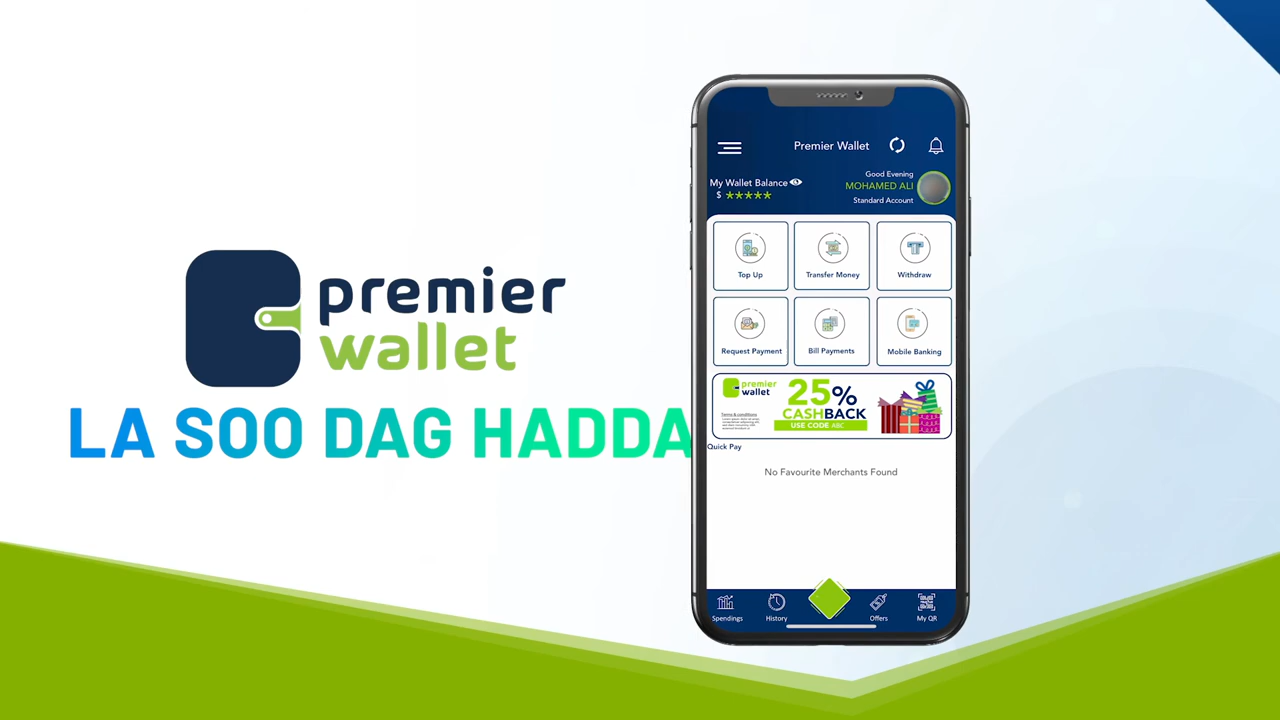 premier
wallet
LA SOO DAG HADDA
Premier Wallet
My Wallet Balance
$ *****
Good Evening
MOHAMED ALI
Standard Account
Top Up
Transfer Money
Withdraw
Request Payment
Bill Payments
Mobile Banking
premier
wallet
Terms & conditions
25%
CASHBACK
USE CODE ABC
Quick Pay
No Favourite Merchants Found
Spendings
History
Offers
My QR